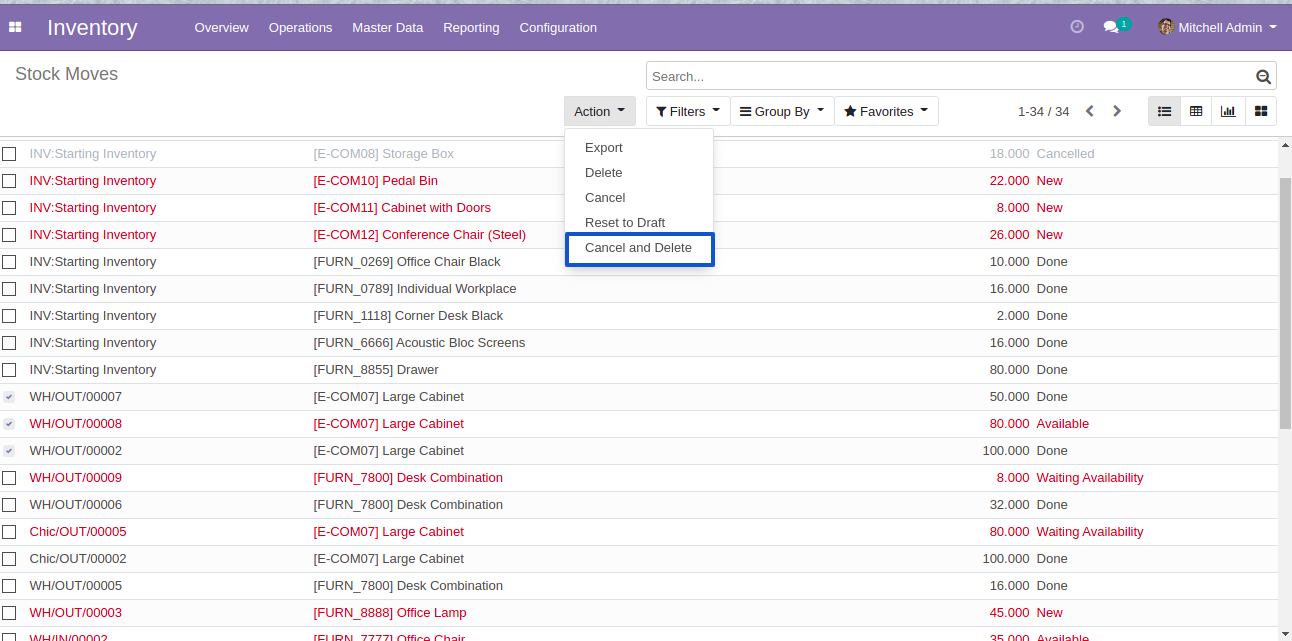 Inventory Overview Operations Master Data Reporting Configuration 1 Mitchell Admin
Stock Moves Search...
Action Filters Group By Favorites 1-34 / 34
Export
Delete
Cancel
Reset to Draft
Cancel and Delete
INV:Starting Inventory [E-COM08] Storage Box 18.000 Cancelled
INV:Starting Inventory [E-COM10] Pedal Bin 22.000 New
INV:Starting Inventory [E-COM11] Cabinet with Doors 8.000 New
INV:Starting Inventory [E-COM12] Conference Chair (Steel) 26.000 New
INV:Starting Inventory [FURN_0269] Office Chair Black 10.000 Done
INV:Starting Inventory [FURN_0789] Individual Workplace 16.000 Done
INV:Starting Inventory [FURN_1118] Corner Desk Black 2.000 Done
INV:Starting Inventory [FURN_6666] Acoustic Bloc Screens 16.000 Done
INV:Starting Inventory [FURN_8855] Drawer 80.000 Done
WH/OUT/00007 [E-COM07] Large Cabinet 50.000 Done
WH/OUT/00008 [E-COM07] Large Cabinet 80.000 Available
WH/OUT/00002 [E-COM07] Large Cabinet 100.000 Done
WH/OUT/00009 [FURN_7800] Desk Combination 8.000 Waiting Availability
WH/OUT/00006 [FURN_7800] Desk Combination 32.000 Done
Chic/OUT/00005 [E-COM07] Large Cabinet 80.000 Waiting Availability
Chic/OUT/00002 [E-COM07] Large Cabinet 100.000 Done
WH/OUT/00005 [FURN_7800] Desk Combination 16.000 Done
WH/OUT/00003 [FURN_8888] Office Lamp 45.000 New
WH/IN/00002 [FURN_7777] Office Chair 35.000 Available